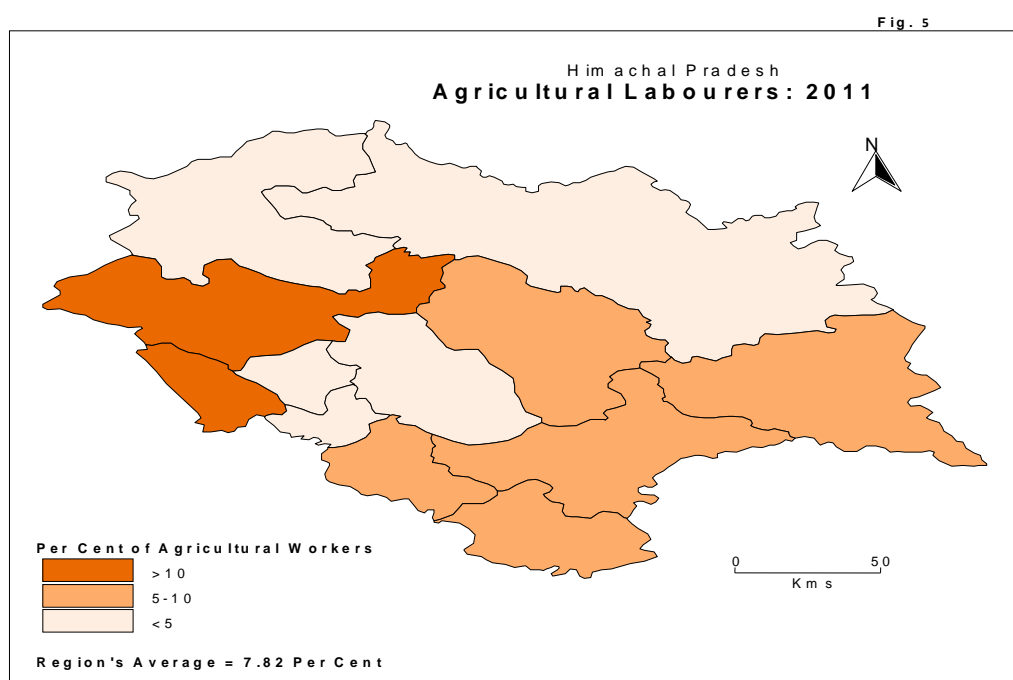 Fig. 5
Himachal Pradesh
Agricultural Labourers: 2011
N
Per Cent of Agricultural Workers
>10
5-10
<5
0 50
Kms
Region's Average = 7.82 Per Cent